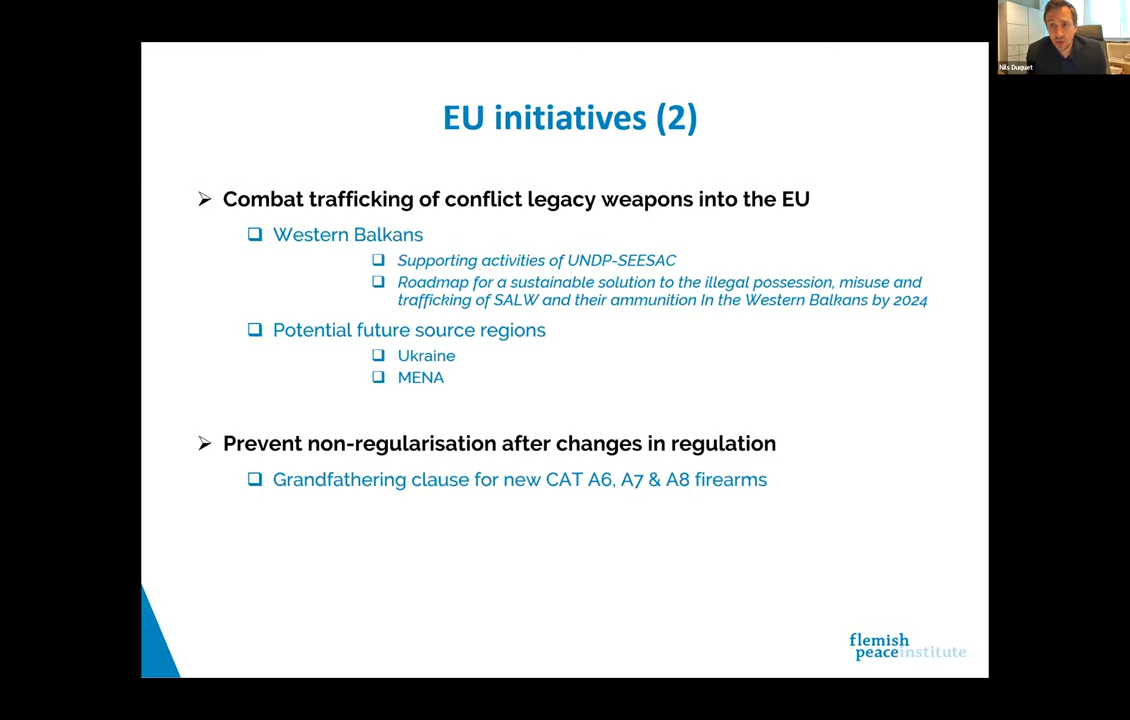 Nils Duquet
EU initiatives (2)
Combat trafficking of conflict legacy weapons into the EU
Western Balkans
Supporting activities of UNDP-SEESAC
Roadmap for a sustainable solution to the illegal possession, misuse and
trafficking of SALW and their ammunition In the Western Balkans by 2024
Potential future source regions
Ukraine
MENA
Prevent non-regularisation after changes in regulation
Grandfathering clause for new CAT A6, A7 & A8 firearms
flemish
peaceinstitute